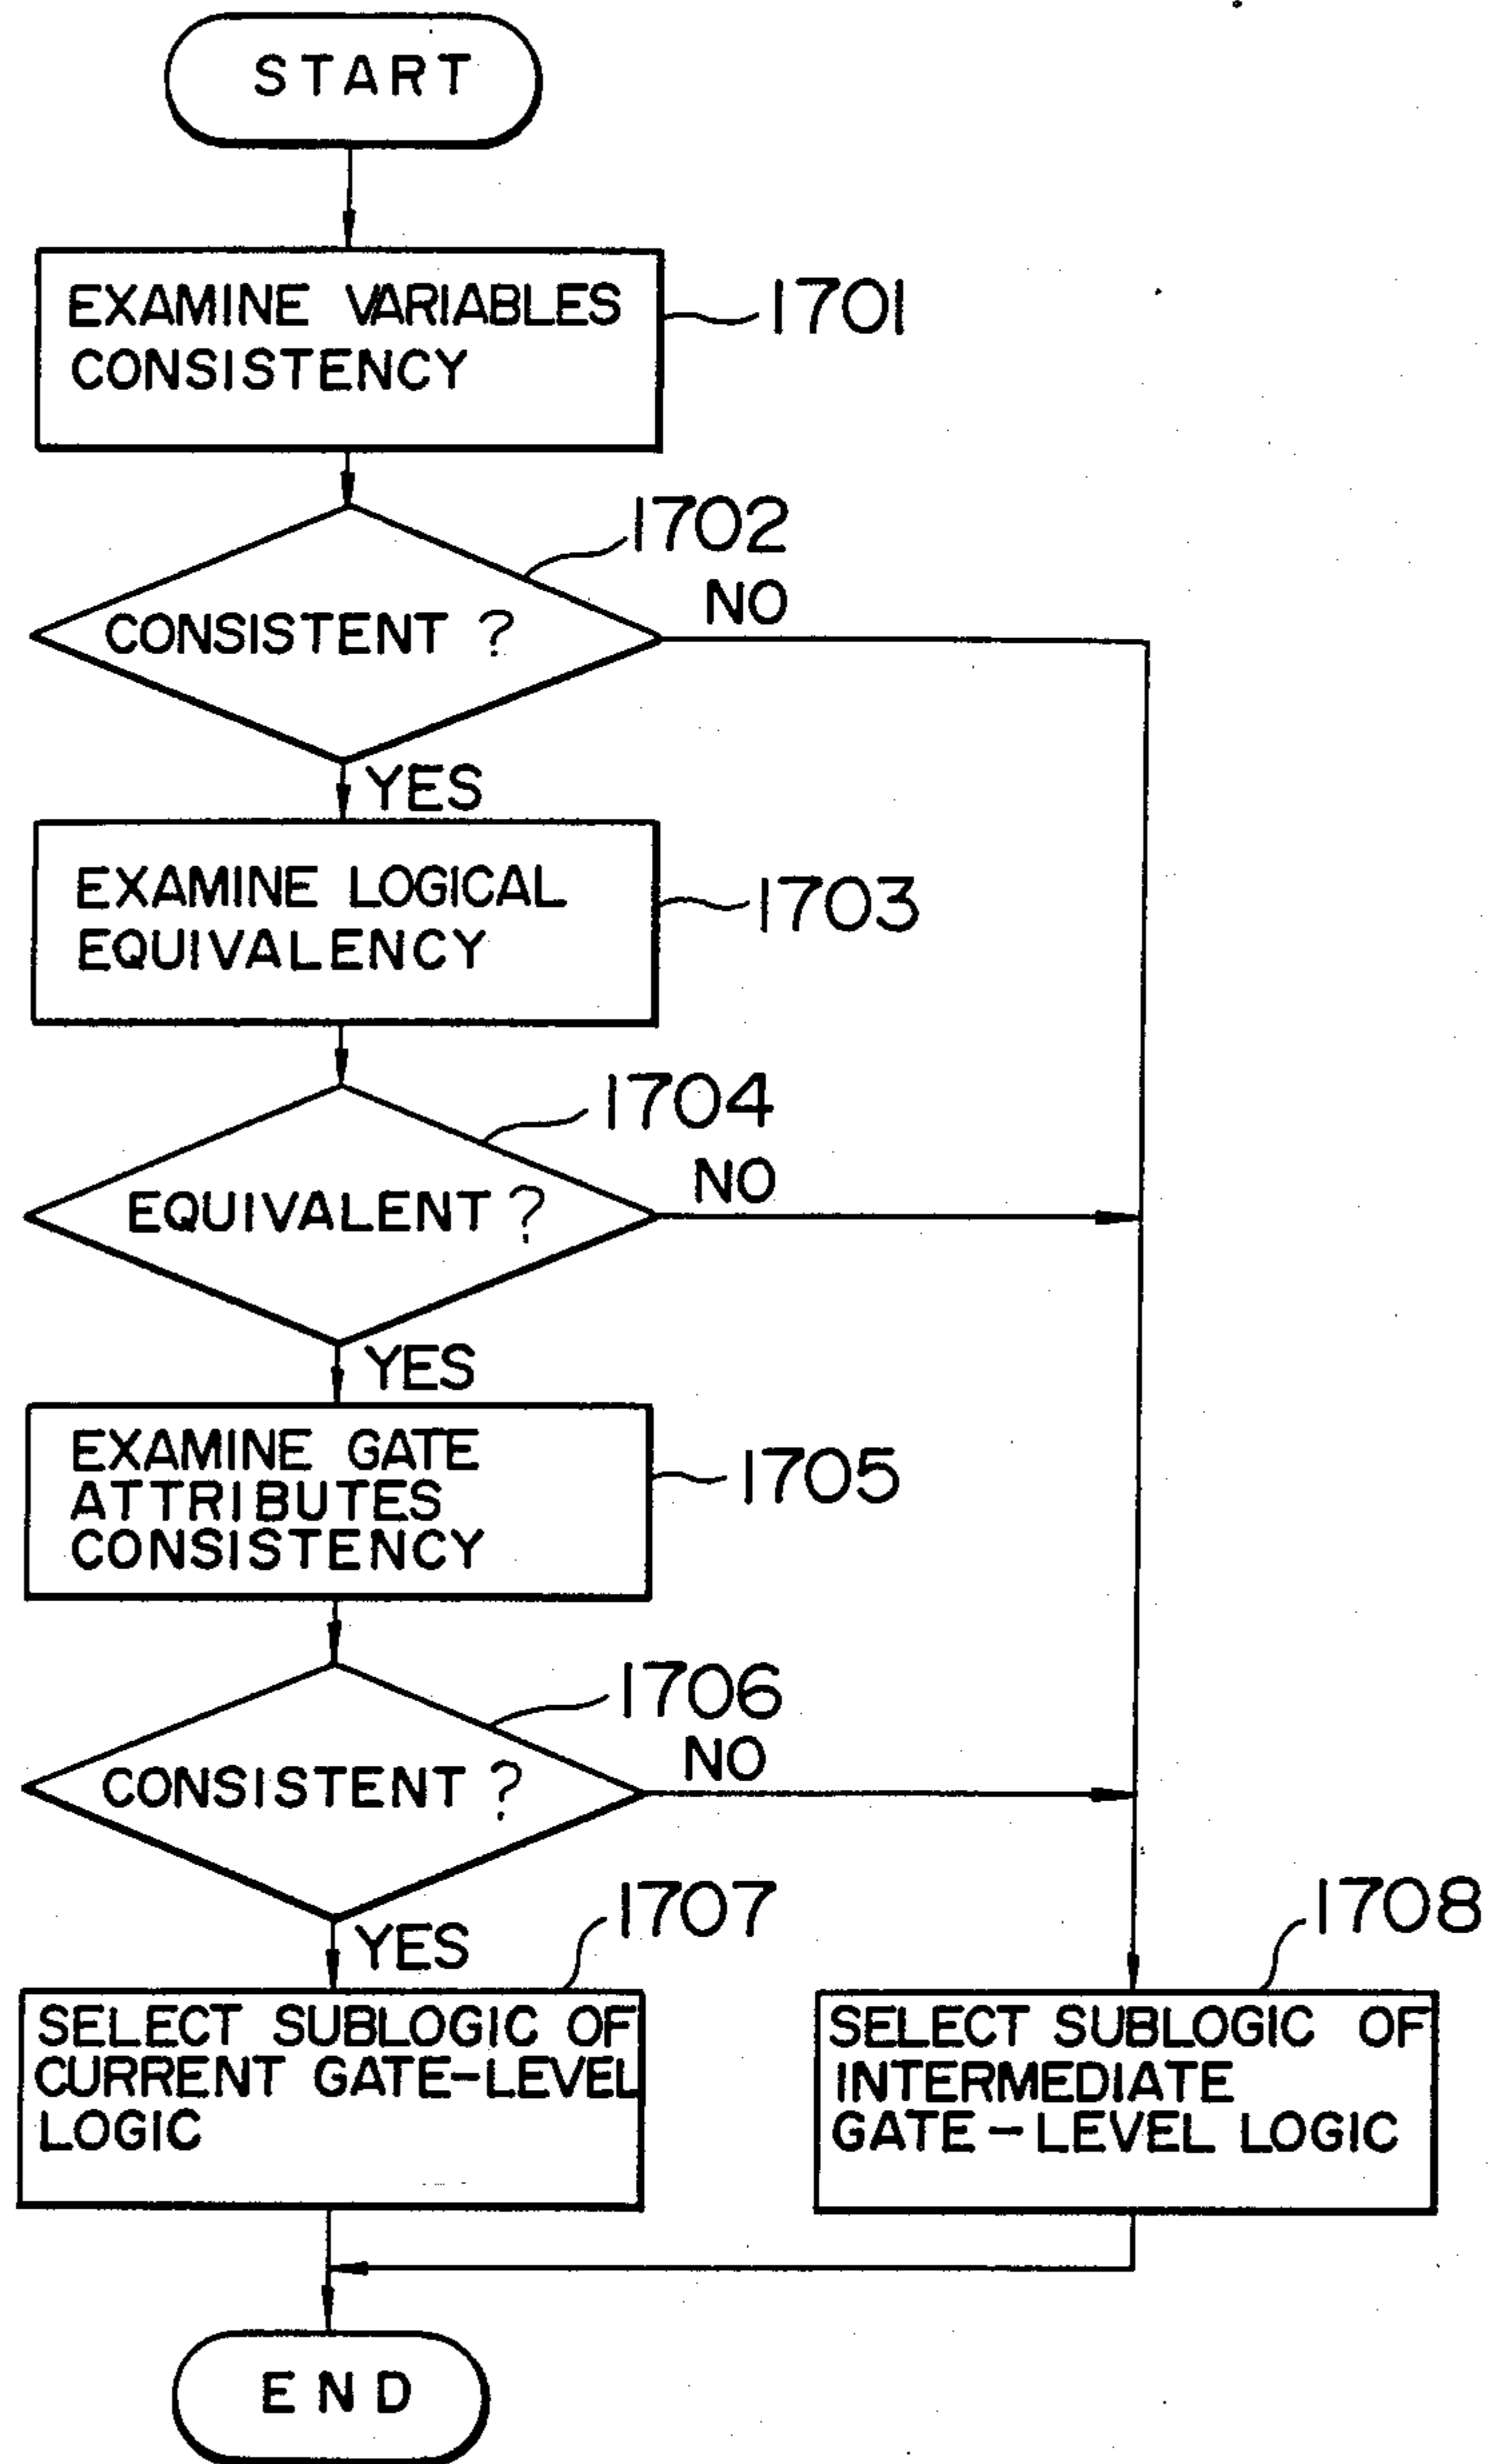 START
EXAMINE VARIABLES
CONSISTENCY
1701
1702
CONSISTENT ?
NO
YES
EXAMINE LOGICAL
EQUIVALENCY
1703
1704
EQUIVALENT ?
NO
YES
EXAMINE GATE
ATTRIBUTES
CONSISTENCY
1705
1706
CONSISTENT ?
NO
YES
1707
SELECT SUBLOGIC OF
CURRENT GATE-LEVEL
LOGIC
1708
SELECT SUBLOGIC OF
INTERMEDIATE
GATE-LEVEL LOGIC
END